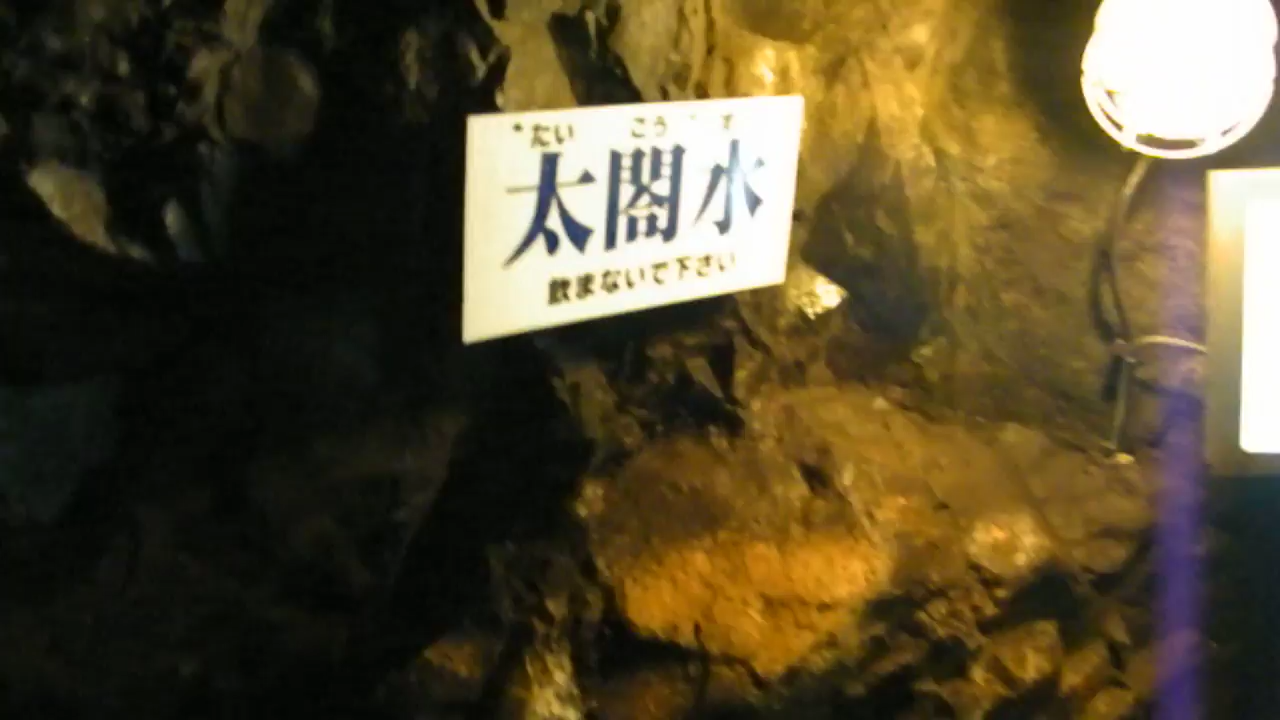 たい こう すい
太閤水
飲まないで下さい